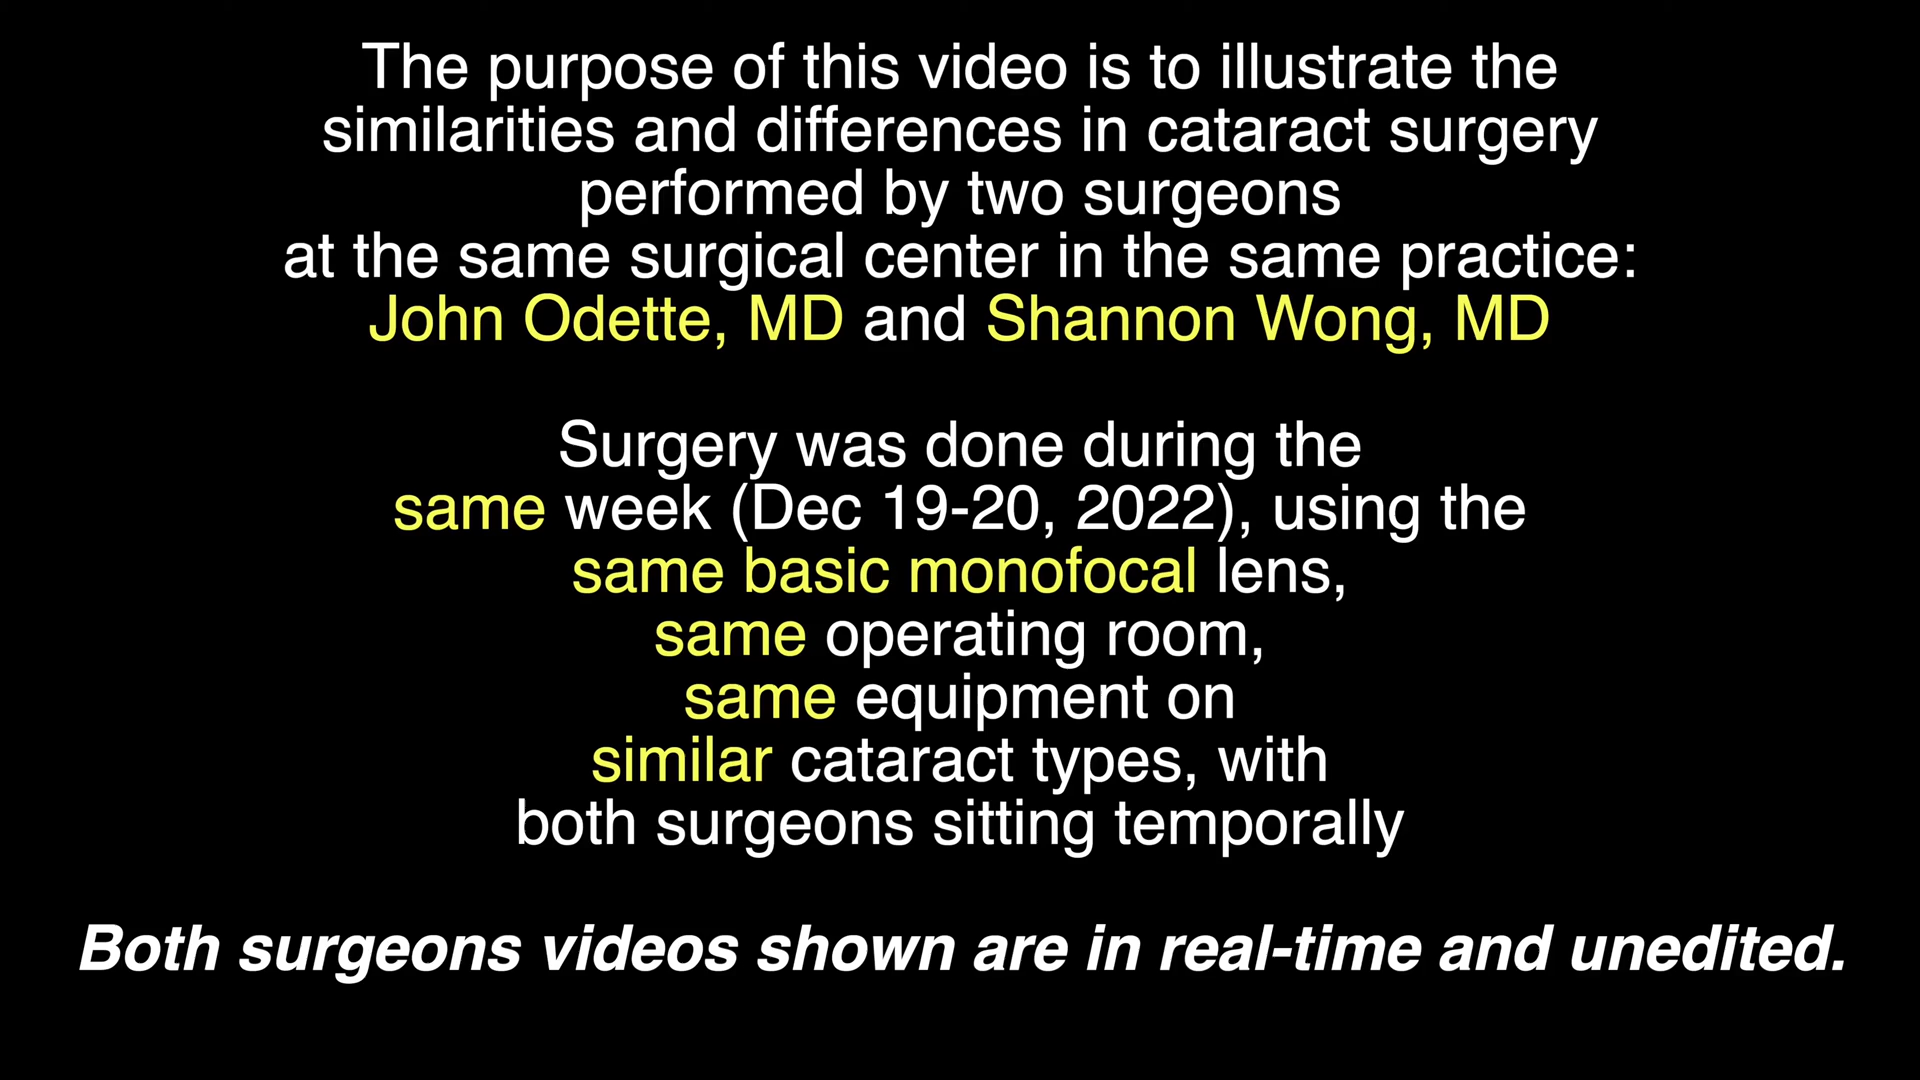 The purpose of this video is to illustrate the
similarities and differences in cataract surgery
performed by two surgeons
at the same surgical center in the same practice:
John Odette, MD and Shannon Wong, MD
Surgery was done during the
same week (Dec 19-20, 2022), using the
same basic monofocal lens,
same operating room,
same equipment on
similar cataract types, with
both surgeons sitting temporally
Both surgeons videos shown are in real-time and unedited.